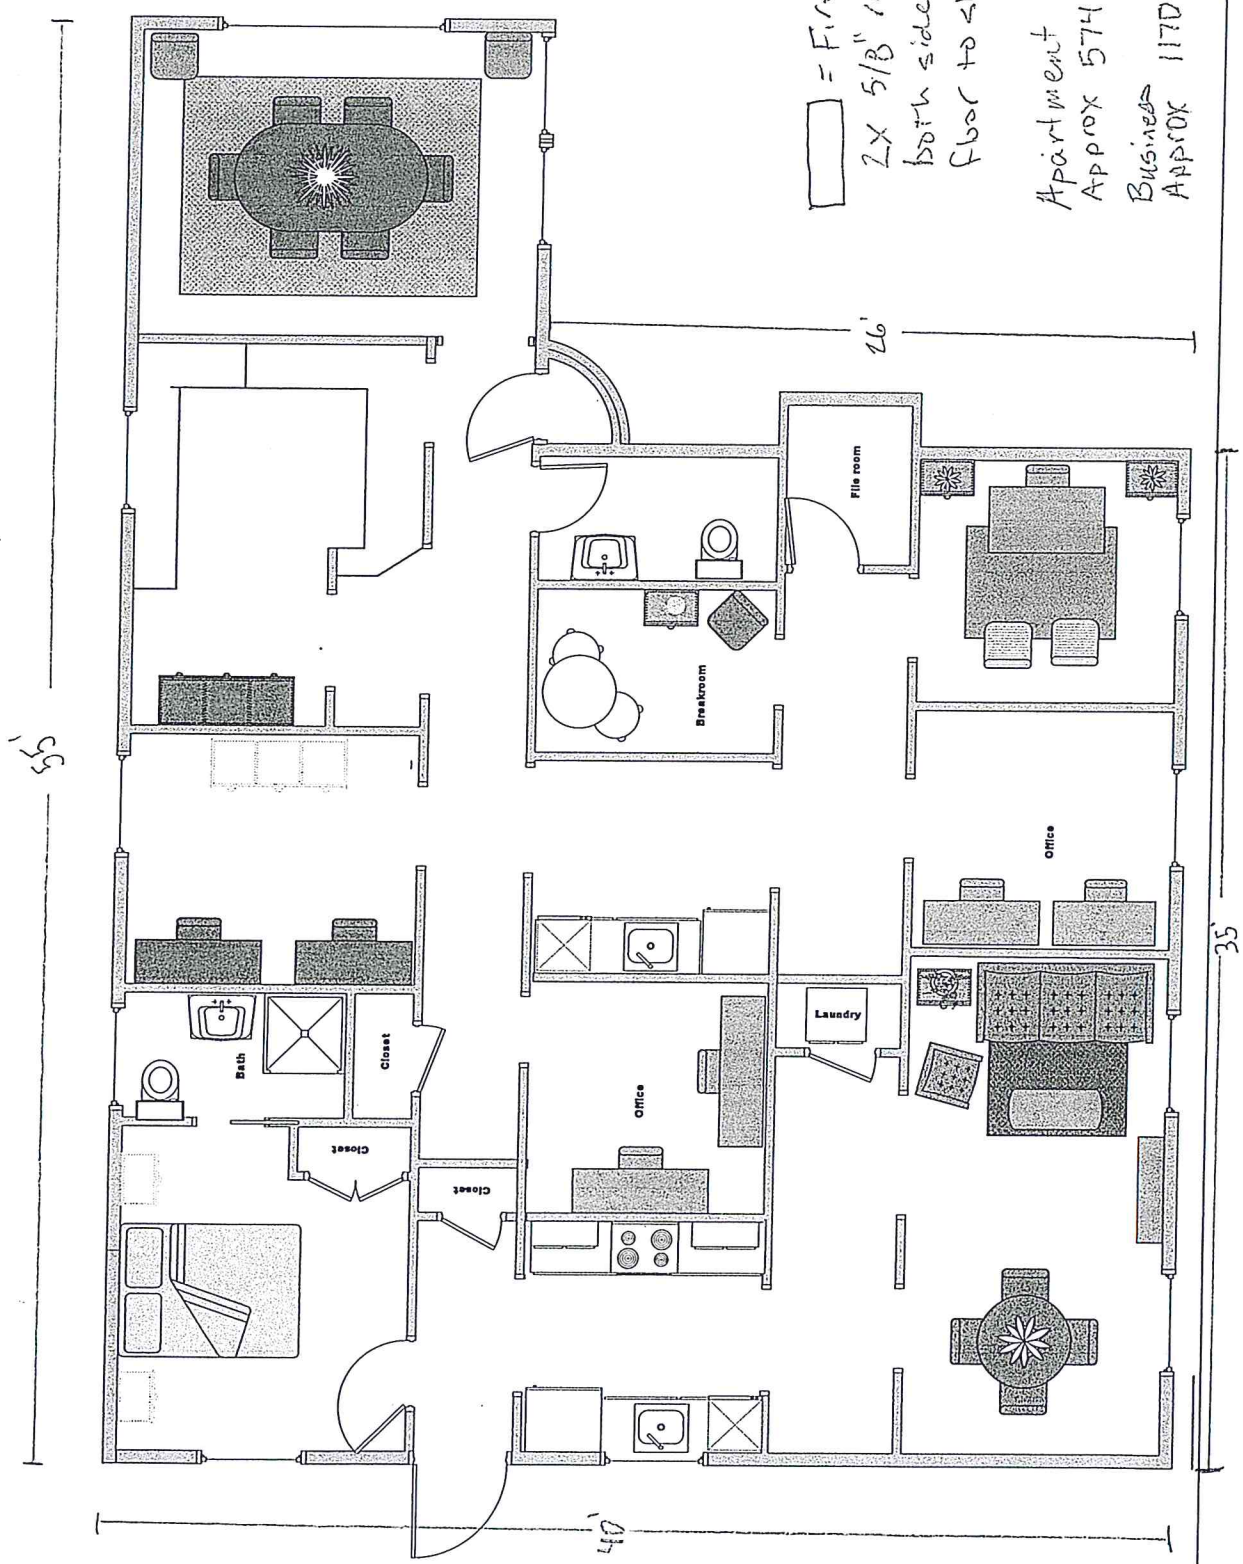 55'
= Fir
2X 5/8"
both side
floor to s
Apartment
Approx 574
Business
Approx 1170
26'
File room
Breakroom
Office
35'
Bath
Closet
Laundry
Closet
Office
Closet
40'